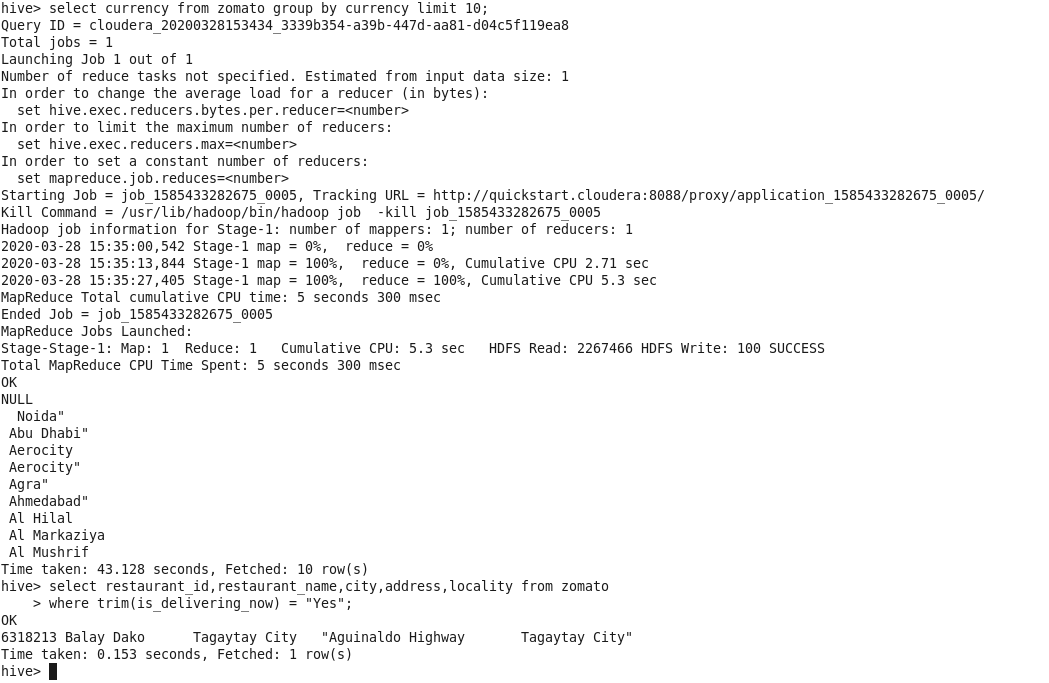 hive> select currency from zomato group by currency limit 10;
Query ID = cloudera_20200328153434_3339b354-a39b-447d-aa81-d04c5f119ea8
Total jobs = 1
Launching Job 1 out of 1
Number of reduce tasks not specified. Estimated from input data size: 1
In order to change the average load for a reducer (in bytes):
  set hive.exec.reducers.bytes.per.reducer=<number>
In order to limit the maximum number of reducers:
  set hive.exec.reducers.max=<number>
In order to set a constant number of reducers:
  set mapreduce.job.reduces=<number>
Starting Job = job_1585433282675_0005, Tracking URL = http://quickstart.cloudera:8088/proxy/application_1585433282675_0005/
Kill Command = /usr/lib/hadoop/bin/hadoop job  -kill job_1585433282675_0005
Hadoop job information for Stage-1: number of mappers: 1; number of reducers: 1
2020-03-28 15:35:00,542 Stage-1 map = 0%,  reduce = 0%
2020-03-28 15:35:13,844 Stage-1 map = 100%,  reduce = 0%, Cumulative CPU 2.71 sec
2020-03-28 15:35:27,405 Stage-1 map = 100%,  reduce = 100%, Cumulative CPU 5.3 sec
MapReduce Total cumulative CPU time: 5 seconds 300 msec
Ended Job = job_1585433282675_0005
MapReduce Jobs Launched:
Stage-Stage-1: Map: 1  Reduce: 1   Cumulative CPU: 5.3 sec   HDFS Read: 2267466 HDFS Write: 100 SUCCESS
Total MapReduce CPU Time Spent: 5 seconds 300 msec
OK
NULL
  Noida"
 Abu Dhabi"
 Aerocity
 Aerocity"
 Agra"
 Ahmedabad"
 Al Hilal
 Al Markaziya
 Al Mushrif
Time taken: 43.128 seconds, Fetched: 10 row(s)
hive> select restaurant_id,restaurant_name,city,address,locality from zomato
    > where trim(is_delivering_now) = "Yes";
OK
6318213 Balay Dako      Tagaytay City   "Aguinaldo Highway       Tagaytay City"
Time taken: 0.153 seconds, Fetched: 1 row(s)
hive>